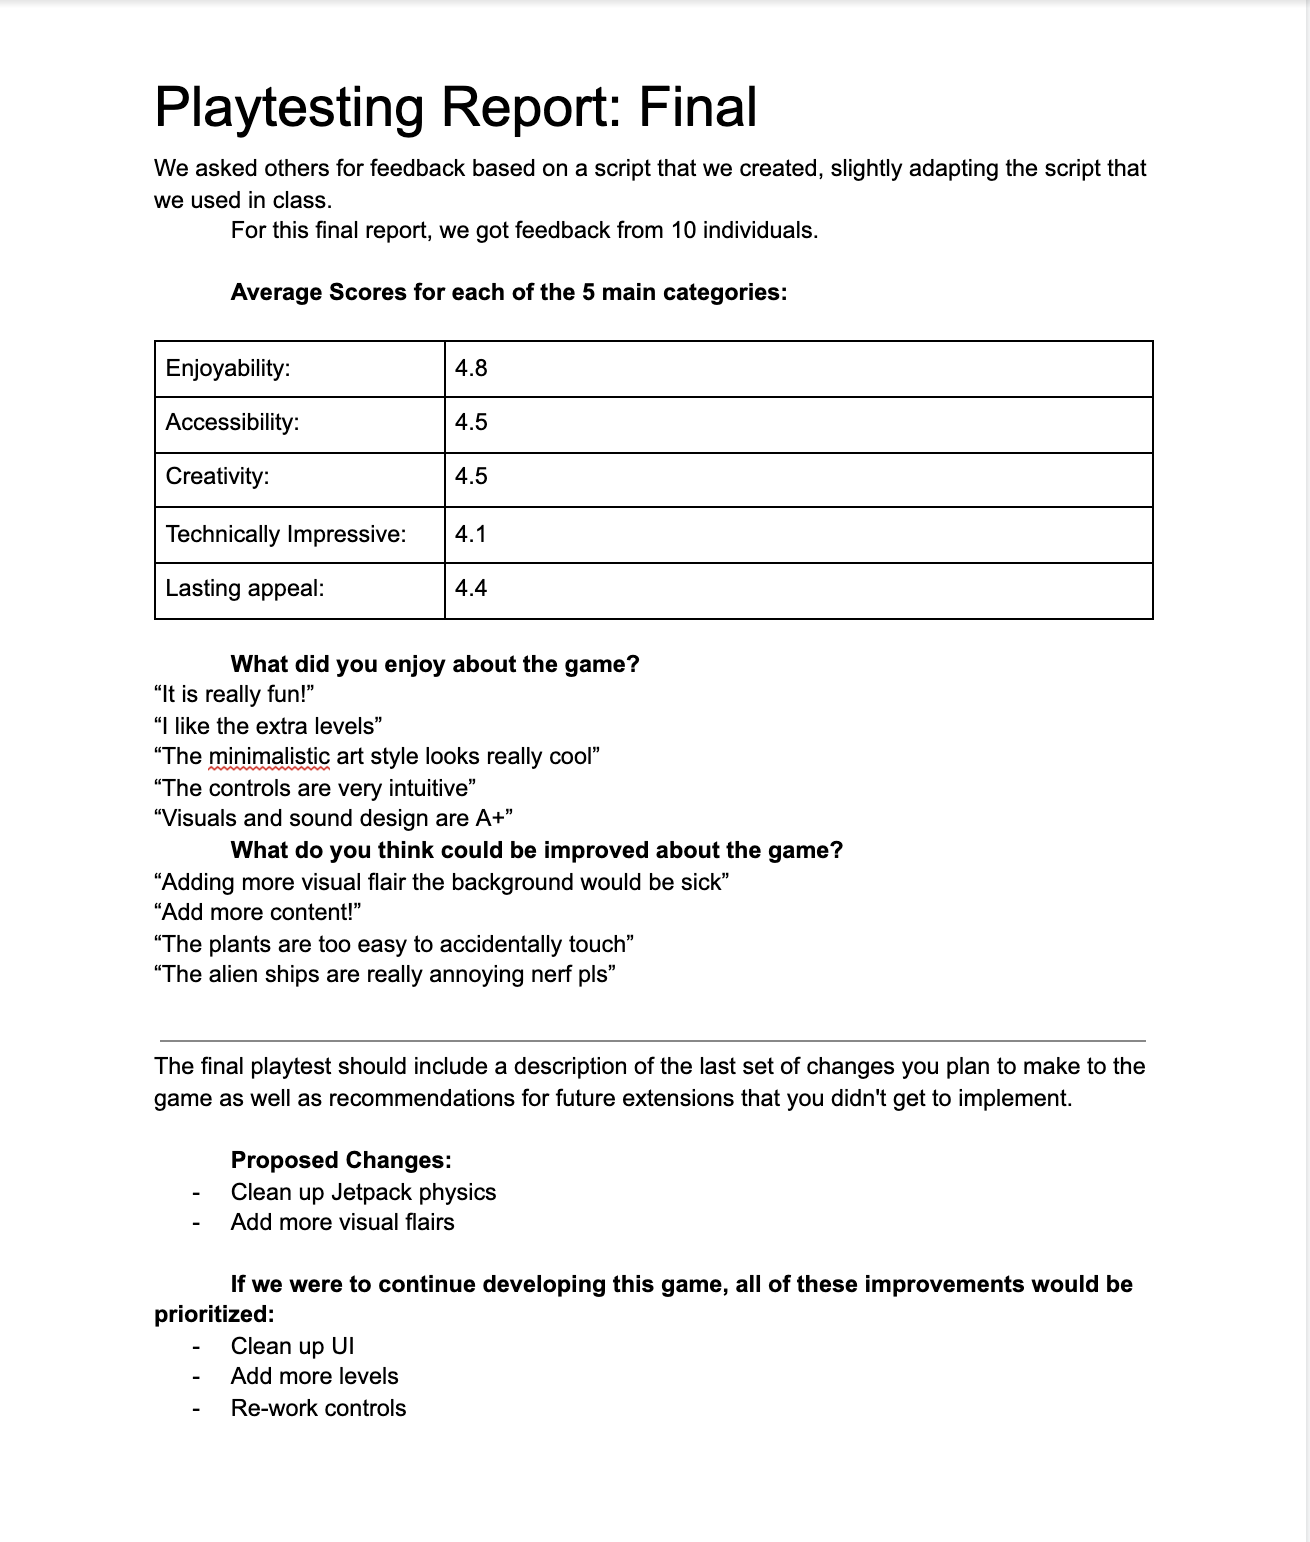 Playtesting Report: Final
We asked others for feedback based on a script that we created, slightly adapting the script that
we used in class.
For this final report, we got feedback from 10 individuals.
Average Scores for each of the 5 main categories:
Enjoyability: 4.8
Accessibility: 4.5
Creativity: 4.5
Technically Impressive: 4.1
Lasting appeal: 4.4
What did you enjoy about the game?
“It is really fun!”
“I like the extra levels”
“The minimalistic art style looks really cool”
“The controls are very intuitive”
“Visuals and sound design are A+”
What do you think could be improved about the game?
“Adding more visual flair the background would be sick”
“Add more content!”
“The plants are too easy to accidentally touch”
“The alien ships are really annoying nerf pls”
The final playtest should include a description of the last set of changes you plan to make to the
game as well as recommendations for future extensions that you didn't get to implement.
Proposed Changes:
- Clean up Jetpack physics
- Add more visual flairs
If we were to continue developing this game, all of these improvements would be
prioritized:
- Clean up UI
- Add more levels
- Re-work controls